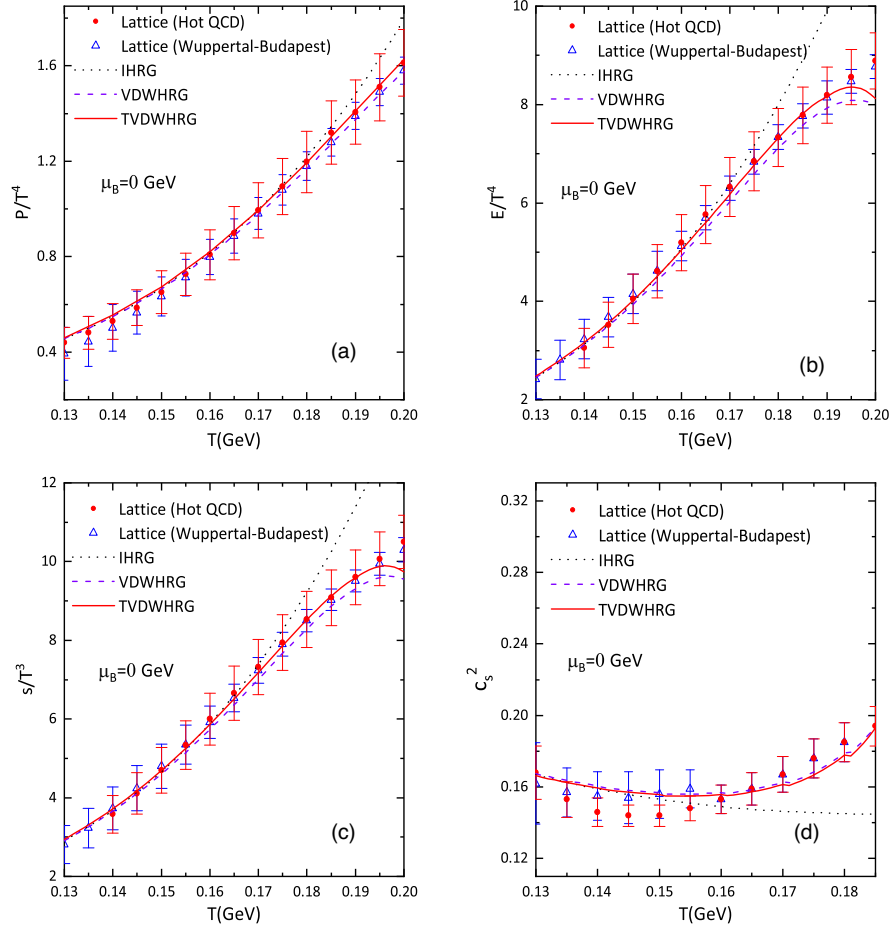 Lattice (Hot QCD)
Lattice (Wuppertal-Budapest)
IHRG
VDWHRG
TVDWHRG
μB=0 GeV
P/T4
1.6
1.2
0.8
0.4
(a)
0.13 0.14 0.15 0.16 0.17 0.18 0.19 0.20
T(GeV)
Lattice (Hot QCD)
Lattice (Wuppertal-Budapest)
IHRG
VDWHRG
TVDWHRG
μB=0 GeV
E/T4
10
8
6
4
2
(b)
0.13 0.14 0.15 0.16 0.17 0.18 0.19 0.20
T(GeV)
Lattice (Hot QCD)
Lattice (Wuppertal-Budapest)
IHRG
VDWHRG
TVDWHRG
μB=0 GeV
s/T3
12
10
8
6
4
2
(c)
0.13 0.14 0.15 0.16 0.17 0.18 0.19 0.20
T(GeV)
Lattice (Hot QCD)
Lattice (Wuppertal-Budapest)
IHRG
VDWHRG
TVDWHRG
μB=0 GeV
cs2
0.32
0.28
0.24
0.20
0.16
0.12
(d)
0.13 0.14 0.15 0.16 0.17 0.18
T(GeV)